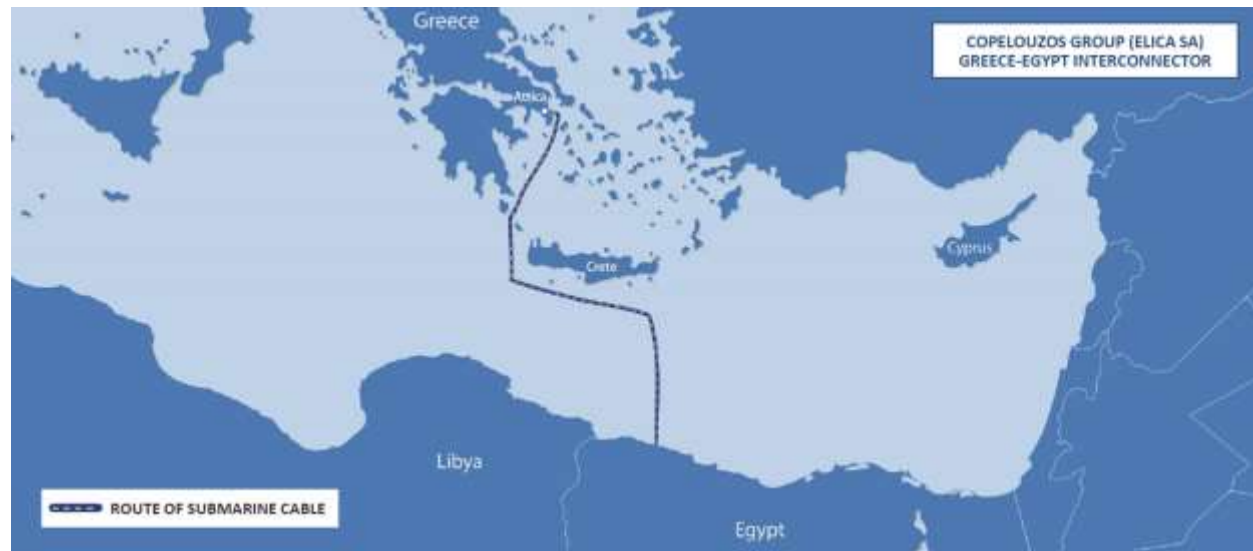 Greece
COPELOUZOS GROUP (ELICA SA)
GREECE-EGYPT INTERCONNECTOR
Attica
Crete
Cyprus
Libya
ROUTE OF SUBMARINE CABLE
Egypt